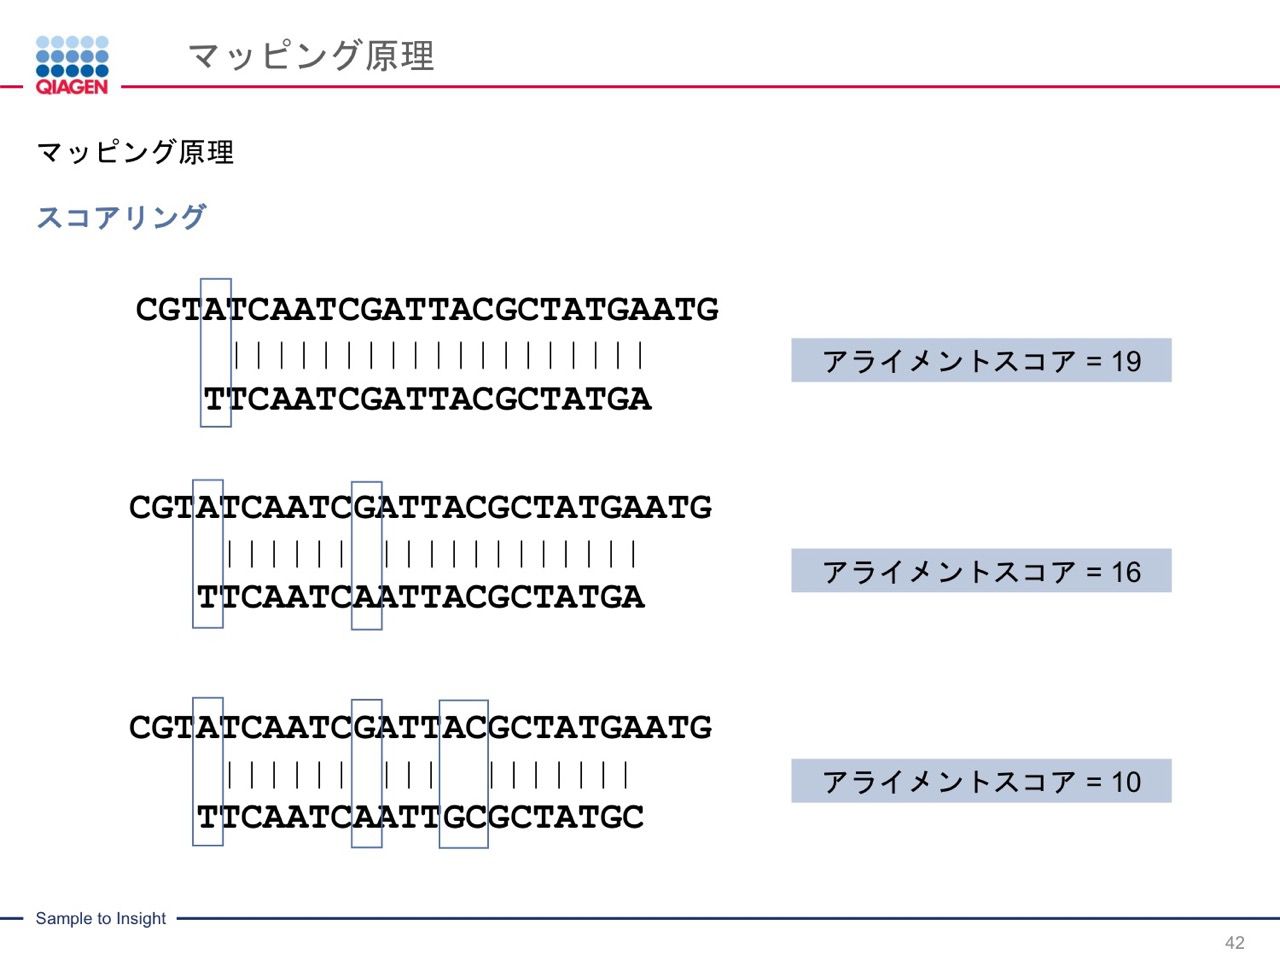 QIAGEN
マッピング原理
マッピング原理
スコアリング
CGTATCAATCGATTACGCTATGAATG
||||||||||||||||||| 
TTCAATCGATTACGCTATGA
アライメントスコア = 19
CGTATCAATCGATTACGCTATGAATG
|||||| ||||||||||||
TTCAATCAATTACGCTATGA
アライメントスコア = 16
CGTATCAATCGATTACGCTATGAATG
|||||| ||| |||||||
TTCAATCAATTGCGCTATGC
アライメントスコア = 10
Sample to Insight
42